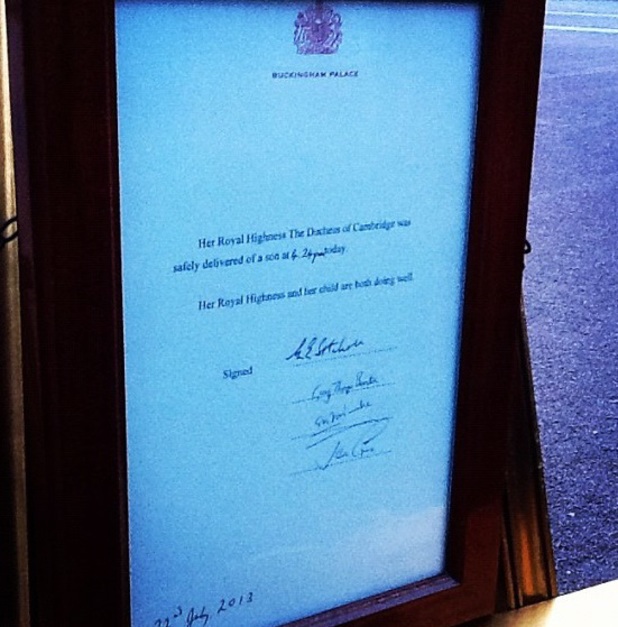 BUCKINGHAM PALACE
Her Royal Highness The Duchess of Cambridge was
safely delivered of a son at 4.24pm today.
Her Royal Highness and her child are both doing well.
Signed
22nd July 2013